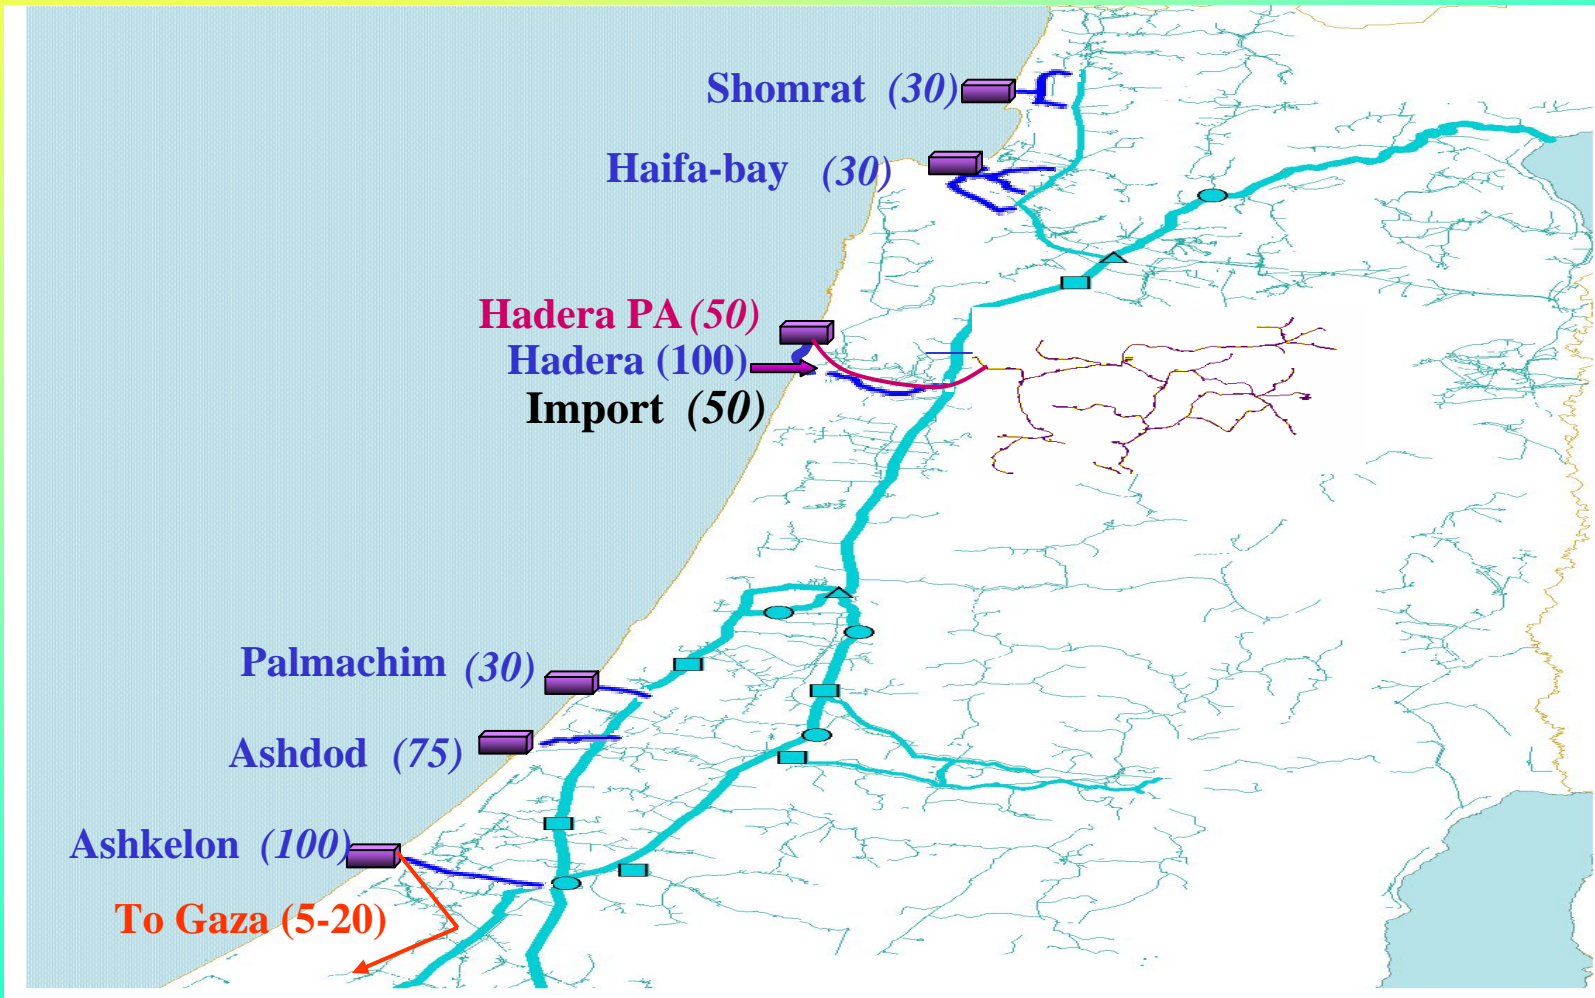 Shomrat (30)
Haifa-bay (30)
Hadera PA (50)
Hadera (100)
Import (50)
Palmachim (30)
Ashdod (75)
Ashkelon (100)
To Gaza (5-20)